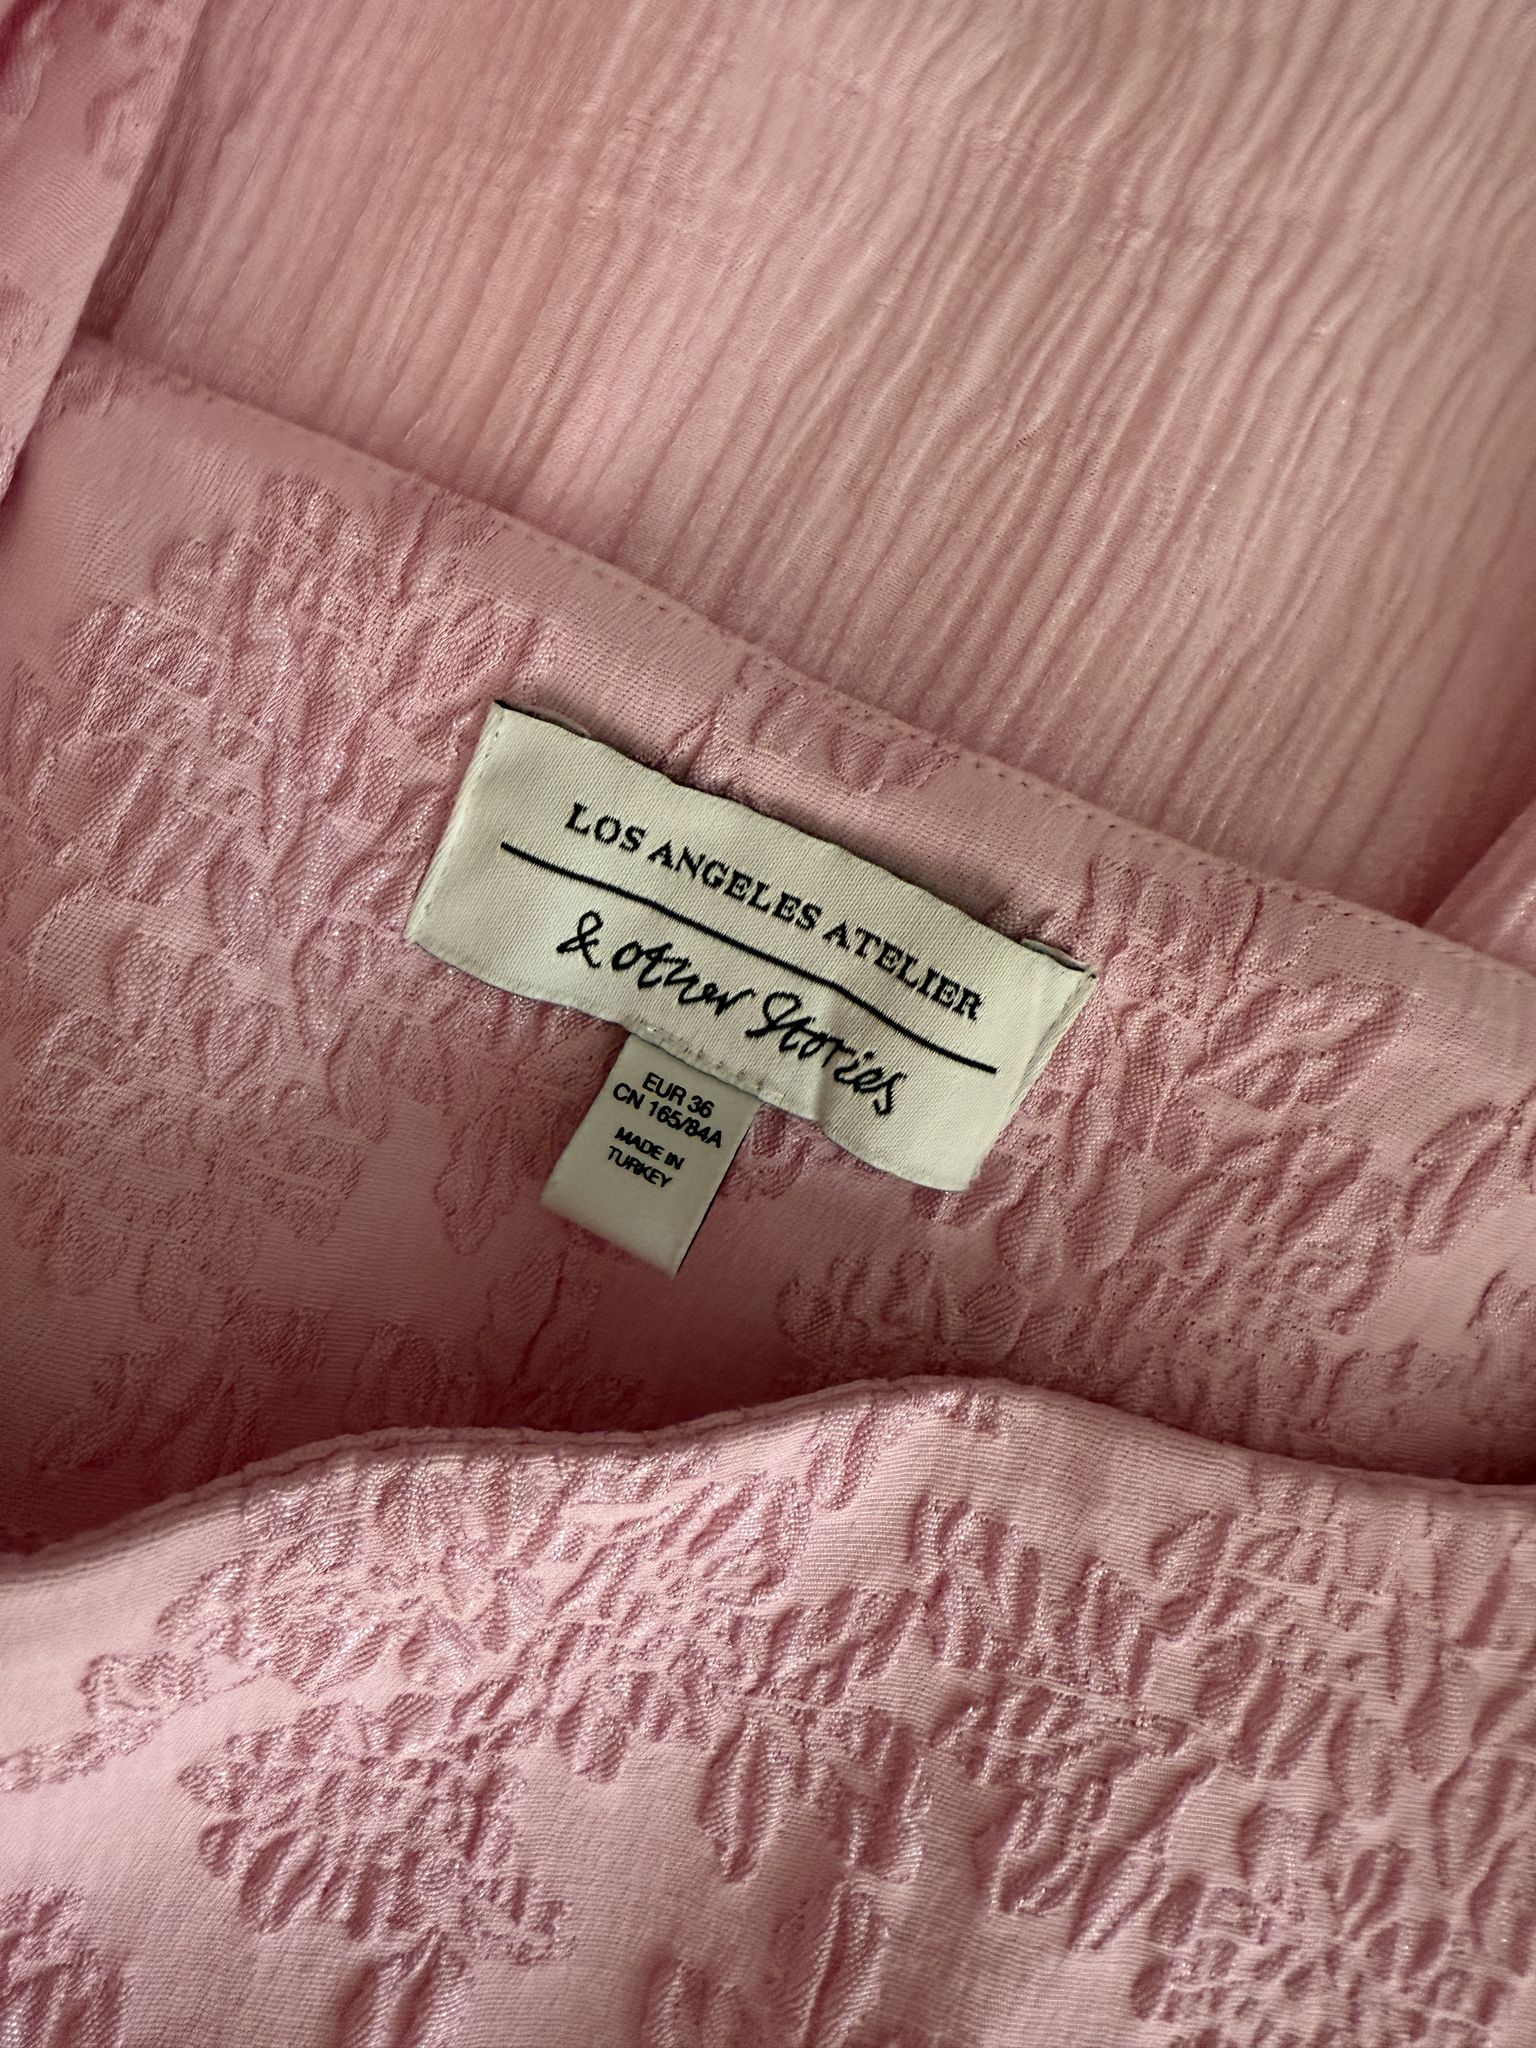 LOS ANGELES ATELIER
& other Stories
EUR 36
CN 165/84A
MADE IN
TURKEY